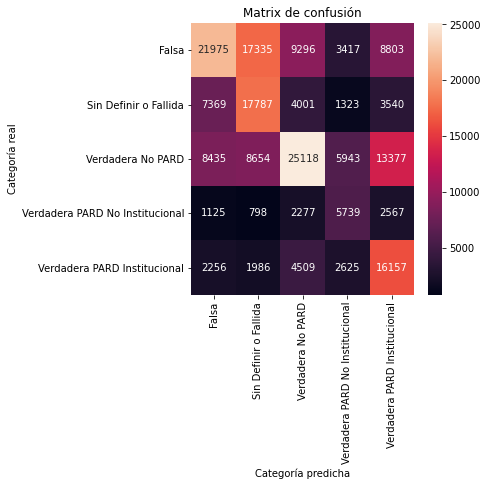 Matrix de confusión
Categoría real
Falsa 21975 17335 9296 3417 8803
Sin Definir o Fallida 7369 17787 4001 1323 3540
Verdadera No PARD 8435 8654 25118 5943 13377
Verdadera PARD No Institucional 1125 798 2277 5739 2567
Verdadera PARD Institucional 2256 1986 4509 2625 16157
Falsa
Sin Definir o Fallida
Verdadera No PARD
Verdadera PARD No Institucional
Verdadera PARD Institucional
Categoría predicha
25000
20000
15000
10000
5000